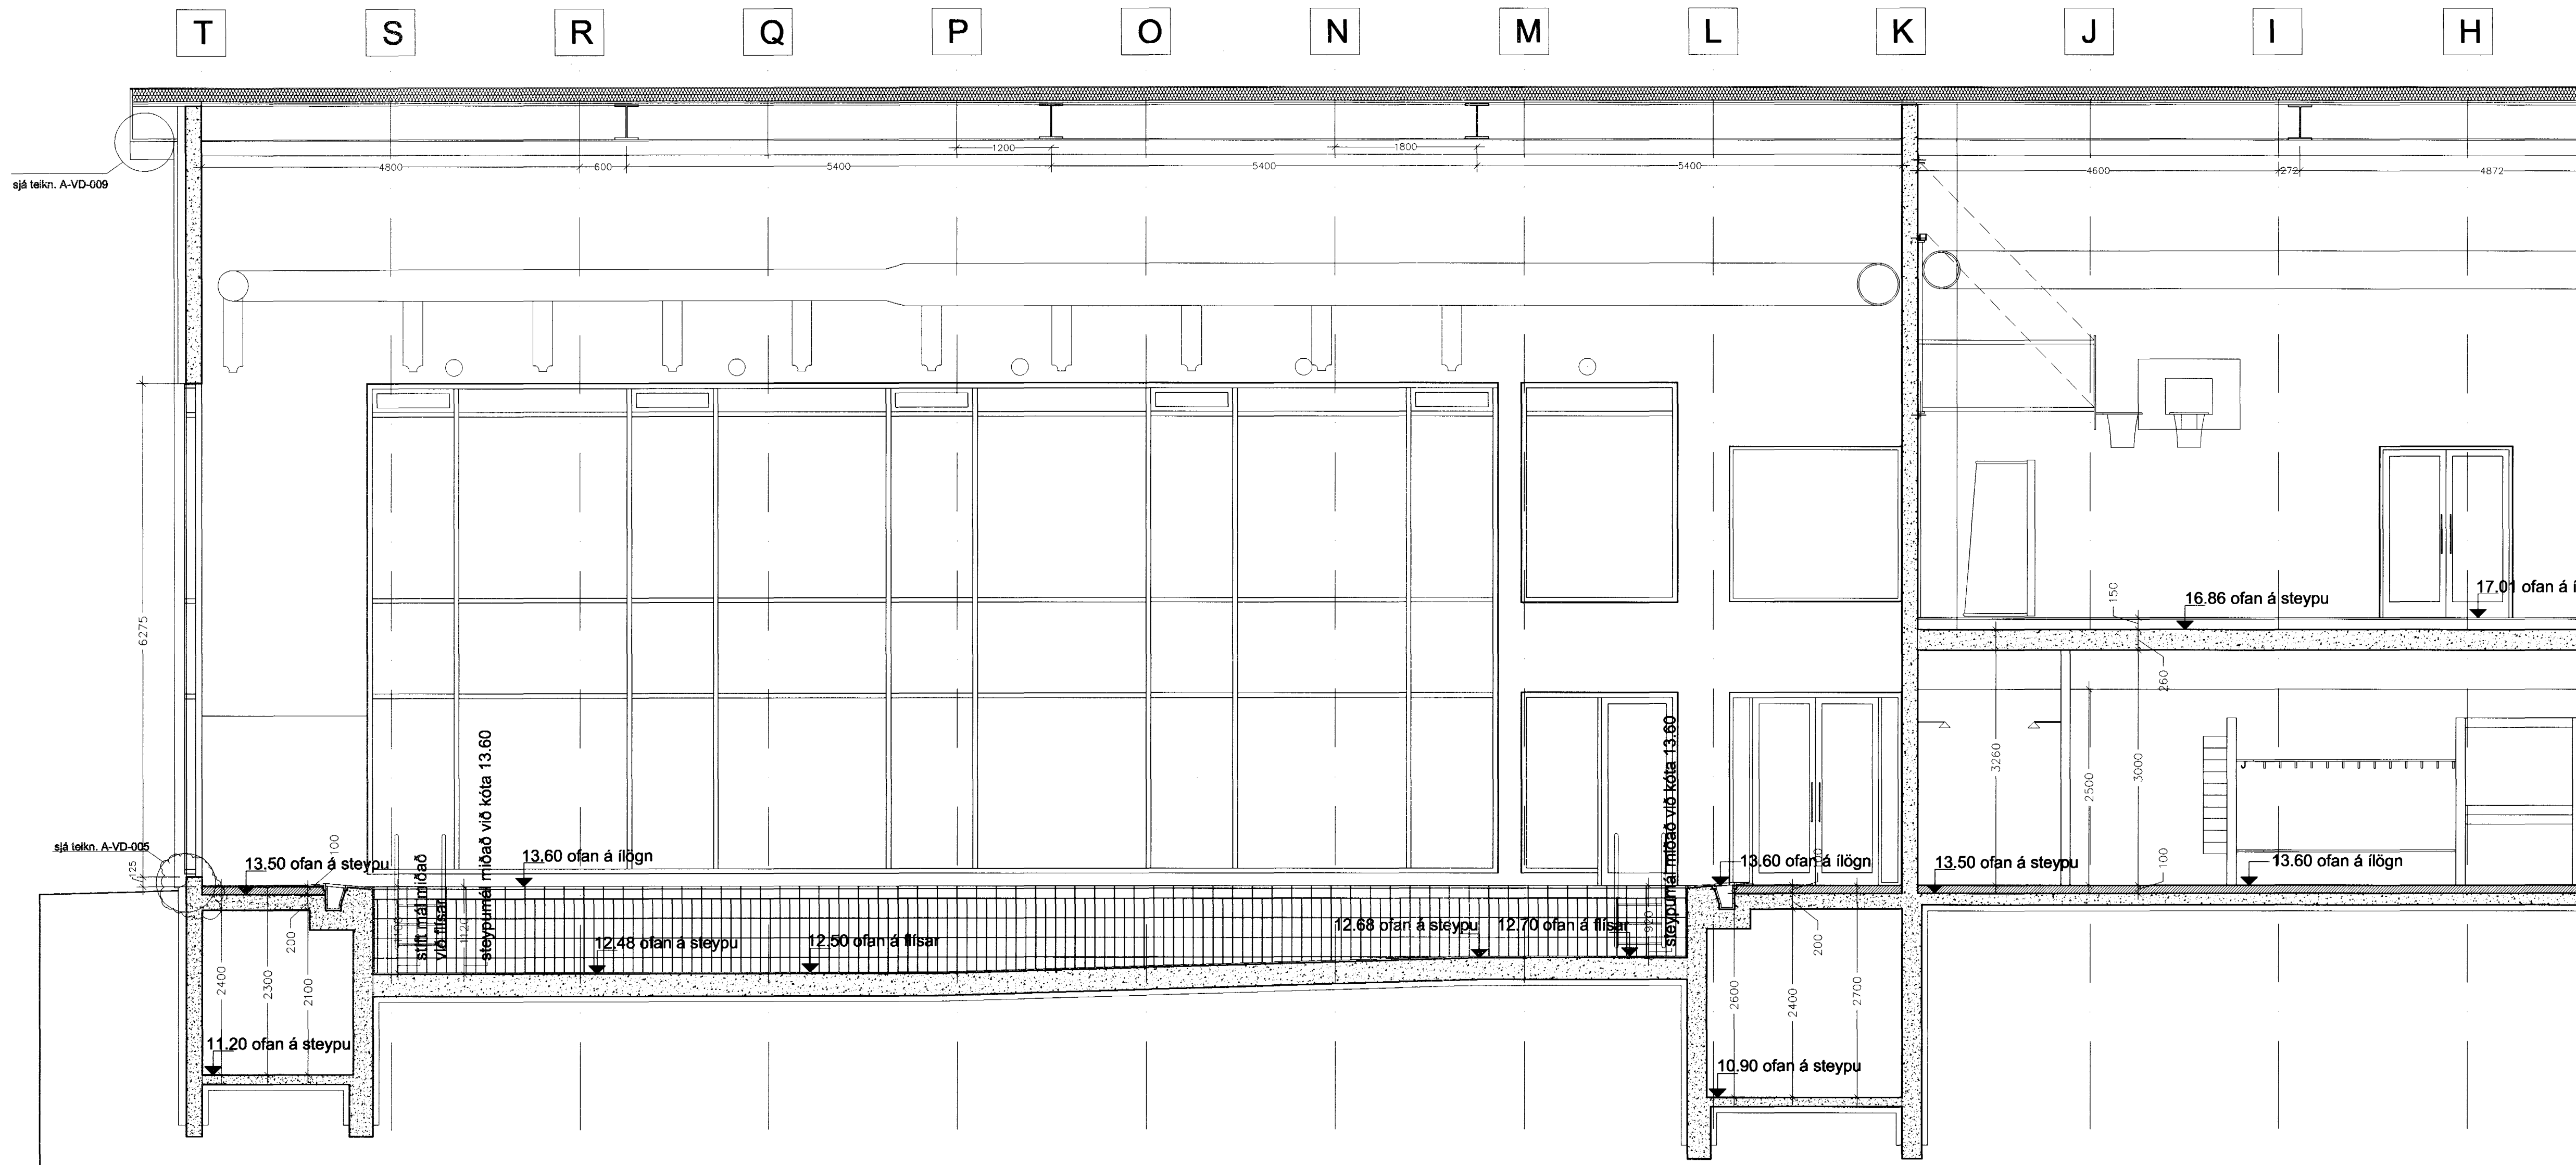 T S R Q P O N M L K J I H
1200 1800
4800 600 5400 5400 5400 4600 272 4872
sjá teikn. A-VD-009
6275
150
17.01 ofan á í
16.86 ofan á steypu
260
3260
3000
2500
steypumál miðað við kóta 13.60
steypumál miðað við kóta 13.60
stíft mál miðað
við flísar
sjá teikn. A-VD-005
125
100
13.50 ofan á steypu
13.60 ofan á ílögn
13.60 ofan á ílögn
13.50 ofan á steypu
13.60 ofan á ílögn
100
1100
1120
920
200
12.48 ofan á steypu
12.50 ofan á flísar
12.68 ofan á steypu
12.70 ofan á flísar
200
2400
2300
2100
2600
2400
2700
11.20 ofan á steypu
10.90 ofan á steypu